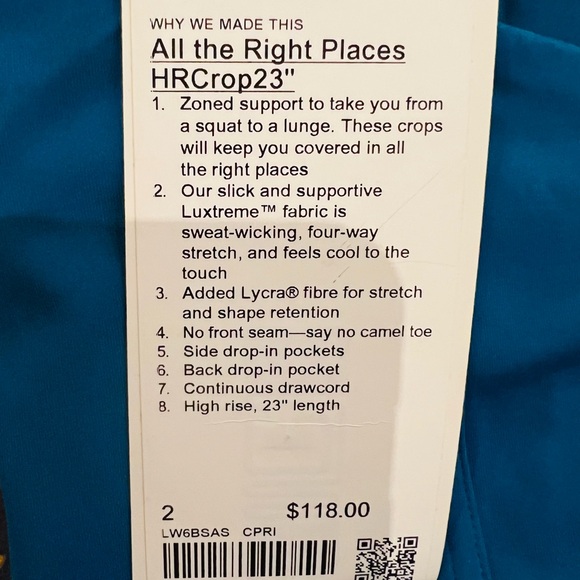 WHY WE MADE THIS
All the Right Places
HRCrop23"
1. Zoned support to take you from
a squat to a lunge. These crops
will keep you covered in all
the right places
2. Our slick and supportive
Luxtreme™ fabric is
sweat-wicking, four-way
stretch, and feels cool to the
touch
3. Added Lycra® fibre for stretch
and shape retention
4. No front seam—say no camel toe
5. Side drop-in pockets
6. Back drop-in pocket
7. Continuous drawcord
8. High rise, 23" length
2 $118.00
LW6BSAS CPRI